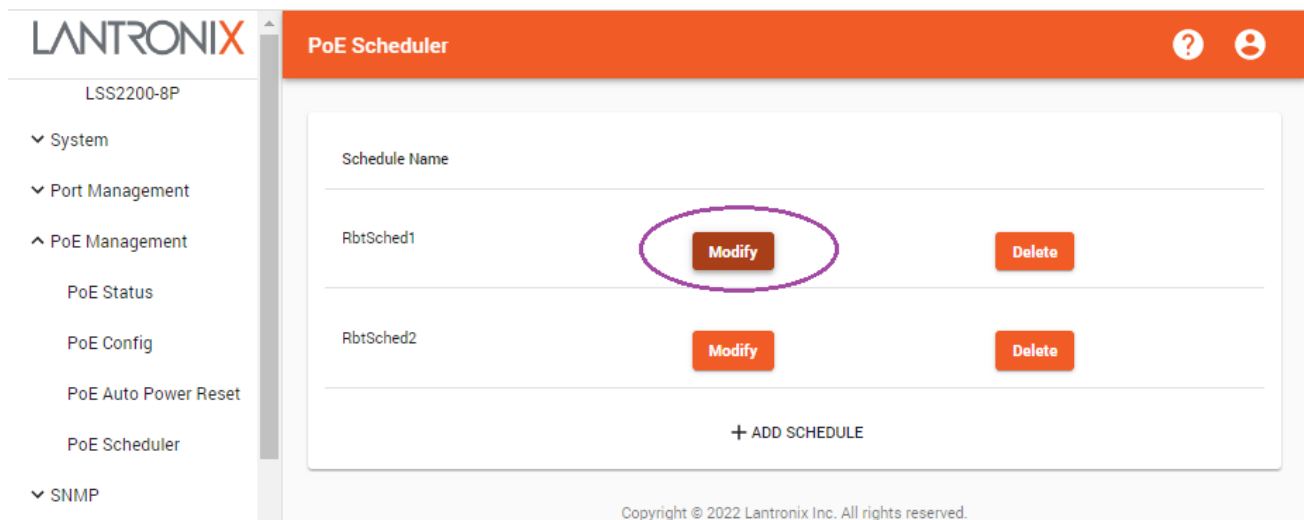 LANTRONIX
LSS2200-8P
System
Port Management
PoE Management
PoE Status
PoE Config
PoE Auto Power Reset
PoE Scheduler
SNMP
PoE Scheduler
?
Schedule Name
RbtSched1 Modify Delete
RbtSched2 Modify Delete
+ ADD SCHEDULE
Copyright © 2022 Lantronix Inc. All rights reserved.